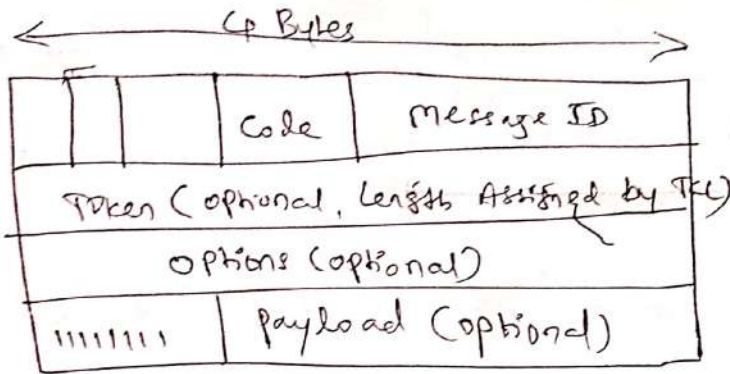 4 Bytes
Code Message ID
Token (optional, Length Assigned by TKL)
options (optional)
11111111 payload (optional)